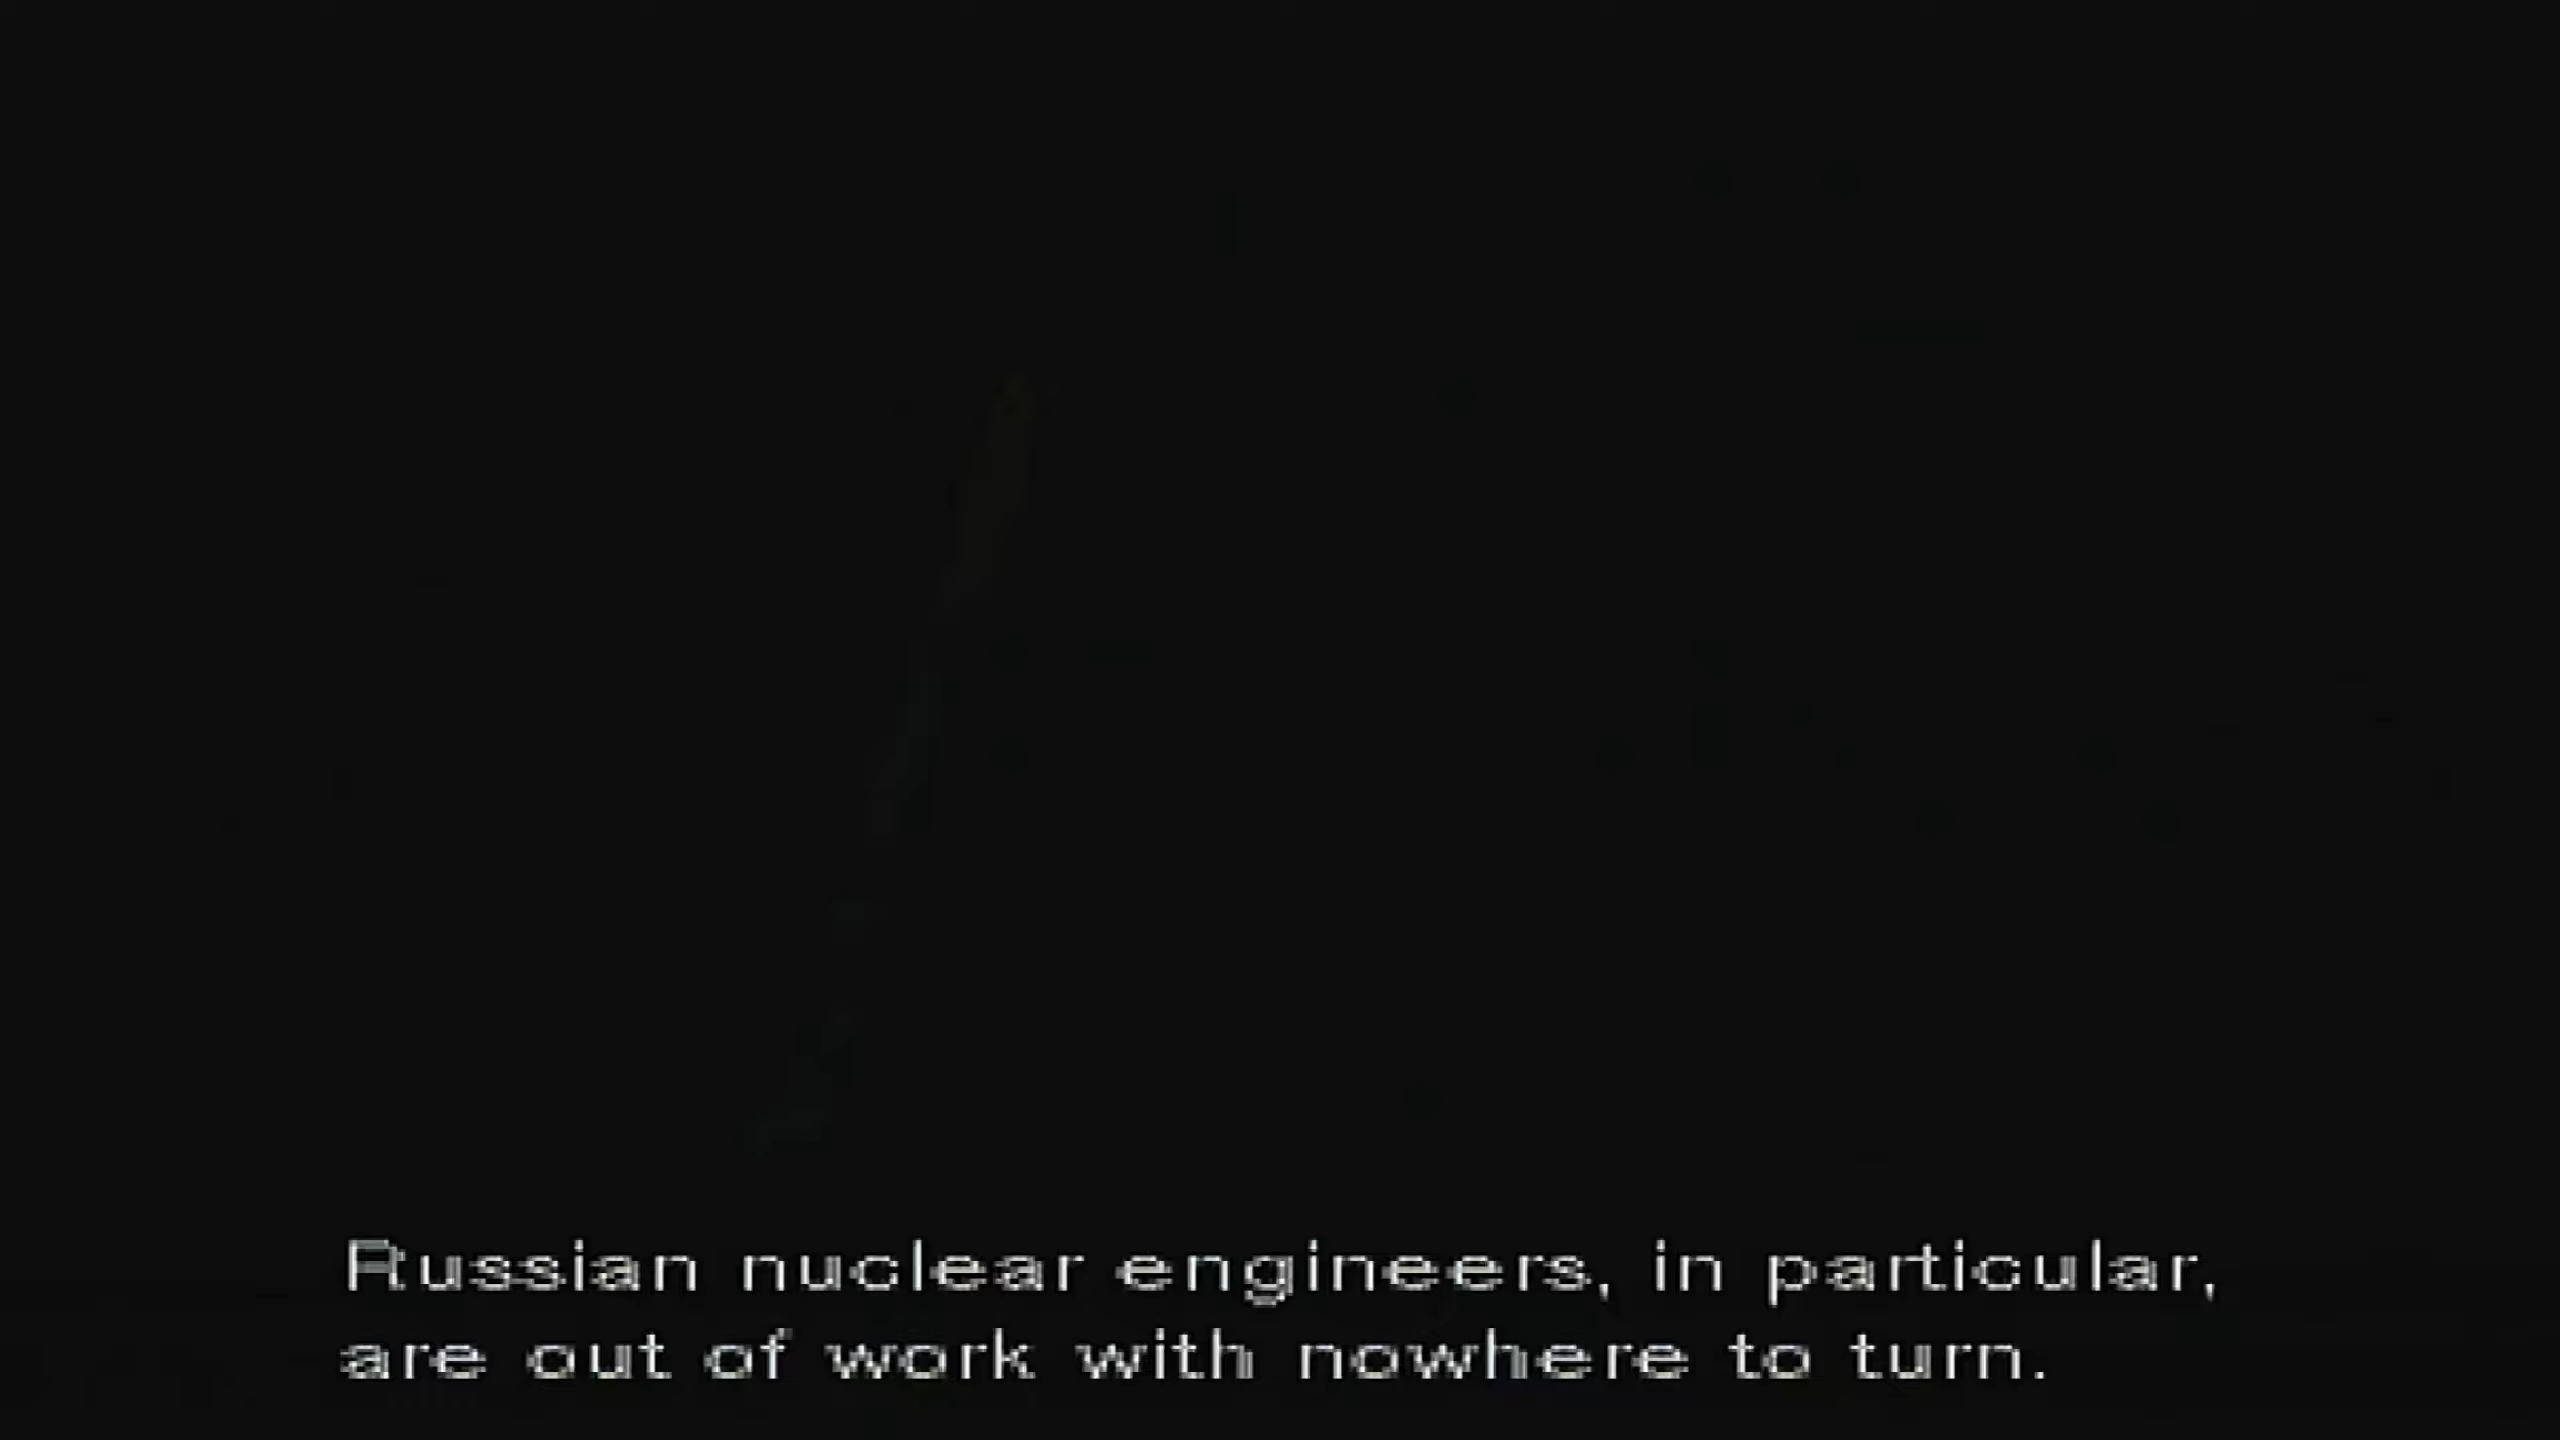 Russian nuclear engineers, in particular,
are out of work with nowhere to turn.